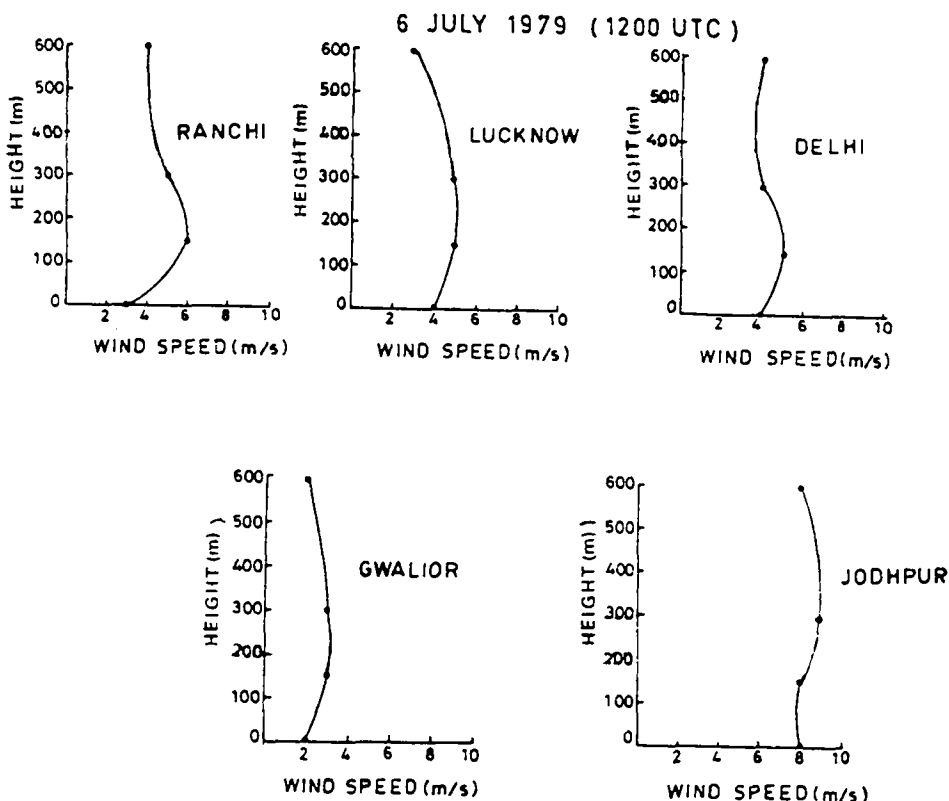 6 JULY 1979 (1200 UTC)
600
500
400
300
200
100
0
HEIGHT (m)
RANCHI
2 4 6 8 10
WIND SPEED (m/s)
600
500
400
300
200
100
0
HEIGHT (m)
LUCKNOW
2 4 6 8 10
WIND SPEED (m/s)
600
500
400
300
200
100
0
HEIGHT (m)
DELHI
2 4 6 8 10
WIND SPEED (m/s)
600
500
400
300
200
100
0
HEIGHT (m)
GWALIOR
2 4 6 8 10
WIND SPEED (m/s)
600
500
400
300
200
100
0
HEIGHT (m)
JODHPUR
2 4 6 8 10
WIND SPEED (m/s)